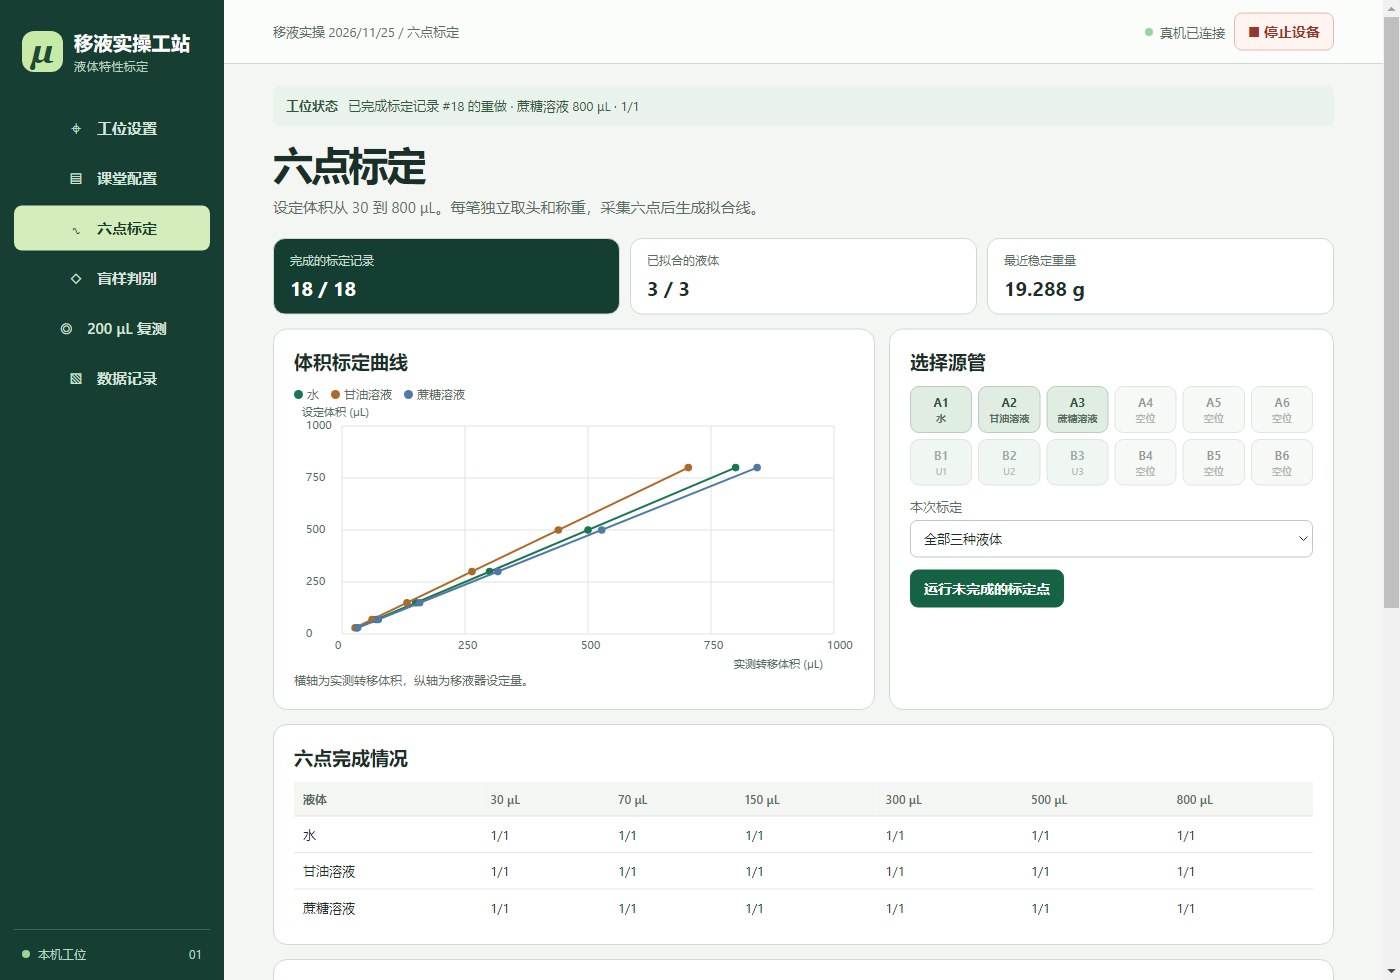 μ
移液实操工站
液体特性标定
工位设置
课堂配置
六点标定
盲样判别
200 μL 复测
数据记录
本机工位 01
移液实操 2026/11/25 / 六点标定
真机已连接
停止设备
工位状态 已完成标定记录 #18 的重做 · 蔗糖溶液 800 μL · 1/1
六点标定
设定体积从 30 到 800 μL。每笔独立取头和称重，采集六点后生成拟合线。
完成的标定记录
18 / 18
已拟合的液体
3 / 3
最近稳定重量
19.288 g
体积标定曲线
水 甘油溶液 蔗糖溶液
设定体积 (μL)
1000
750
500
250
0
0 250 500 750 1000
实测转移体积 (μL)
横轴为实测转移体积，纵轴为移液器设定量。
选择源管
A1 A2 A3 A4 A5 A6
水 甘油溶液 蔗糖溶液 空位 空位 空位
B1 B2 B3 B4 B5 B6
U1 U2 U3 空位 空位 空位
本次标定
全部三种液体
运行未完成的标定点
六点完成情况
液体 30 μL 70 μL 150 μL 300 μL 500 μL 800 μL
水 1/1 1/1 1/1 1/1 1/1 1/1
甘油溶液 1/1 1/1 1/1 1/1 1/1 1/1
蔗糖溶液 1/1 1/1 1/1 1/1 1/1 1/1